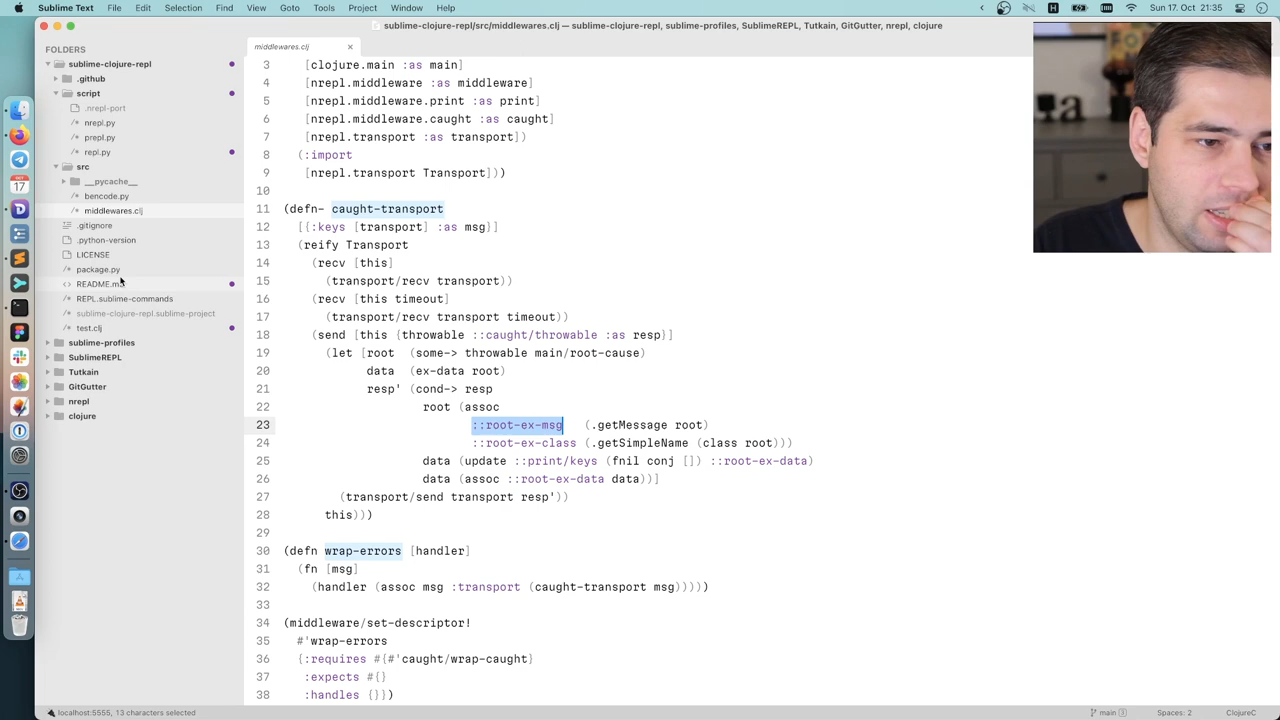 Sublime Text File Edit Selection Find View Goto Tools Project Window Help
Sun 17. Oct 21:35
sublime-clojure-repl/src/middlewares.clj — sublime-clojure-repl, sublime-profiles, SublimeREPL, Tutkain, GitGutter, nrepl, clojure
FOLDERS
sublime-clojure-repl
.github
script
.nrepl-port
/* nrepl.py
/* prepl.py
/* repl.py
src
__pycache__
/* bencode.py
/* middlewares.clj
.gitignore
/* .python-version
LICENSE
/* package.py
<> README.m
/* REPL.sublime-commands
/* sublime-clojure-repl.sublime-project
/* test.clj
sublime-profiles
SublimeREPL
Tutkain
GitGutter
nrepl
clojure
OCT
17
middlewares.clj ×
3 [clojure.main :as main]
4 [nrepl.middleware :as middleware]
5 [nrepl.middleware.print :as print]
6 [nrepl.middleware.caught :as caught]
7 [nrepl.transport :as transport])
8 (:import
9 [nrepl.transport Transport]))
10
11 (defn- caught-transport
12 [{:keys [transport] :as msg}]
13 (reify Transport
14 (recv [this]
15 (transport/recv transport))
16 (recv [this timeout]
17 (transport/recv transport timeout))
18 (send [this {throwable ::caught/throwable :as resp}]
19 (let [root (some-> throwable main/root-cause)
20 data (ex-data root)
21 resp' (cond-> resp
22 root (assoc
23 ::root-ex-msg (.getMessage root)
24 ::root-ex-class (.getSimpleName (class root)))
25 data (update ::print/keys (fnil conj []) ::root-ex-data)
26 data (assoc ::root-ex-data data))]
27 (transport/send transport resp'))
28 this)))
29
30 (defn wrap-errors [handler]
31 (fn [msg]
32 (handler (assoc msg :transport (caught-transport msg)))))
33
34 (middleware/set-descriptor!
35 #'wrap-errors
36 {:requires #{#'caught/wrap-caught}
37 :expects #{}
38 :handles {}})
localhost:5555, 13 characters selected
main 3 Spaces: 2 ClojureC